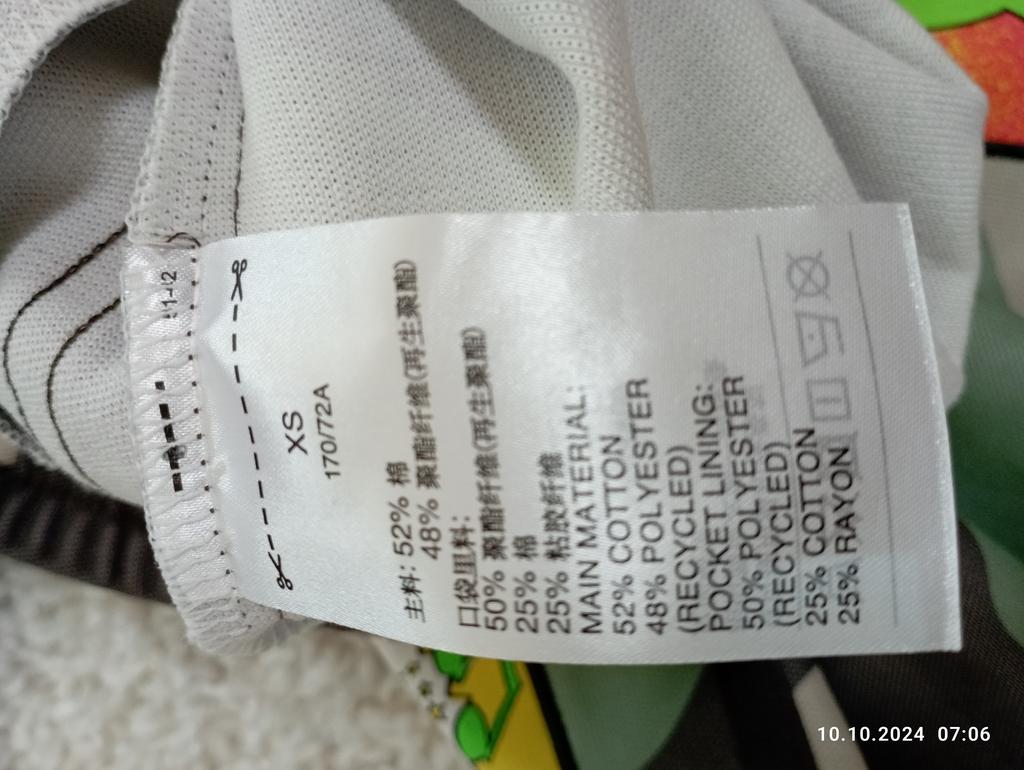 1-2
XS
170/72A
主料: 52% 棉
48% 聚酯纤维(再生聚酯)
口袋里料:
50% 聚酯纤维(再生聚酯)
25% 棉
25% 粘胶纤维
MAIN MATERIAL:
52% COTTON
48% POLYESTER
(RECYCLED)
POCKET LINING:
50% POLYESTER
(RECYCLED)
25% COTTON
25% RAYON
10.10.2024 07:06